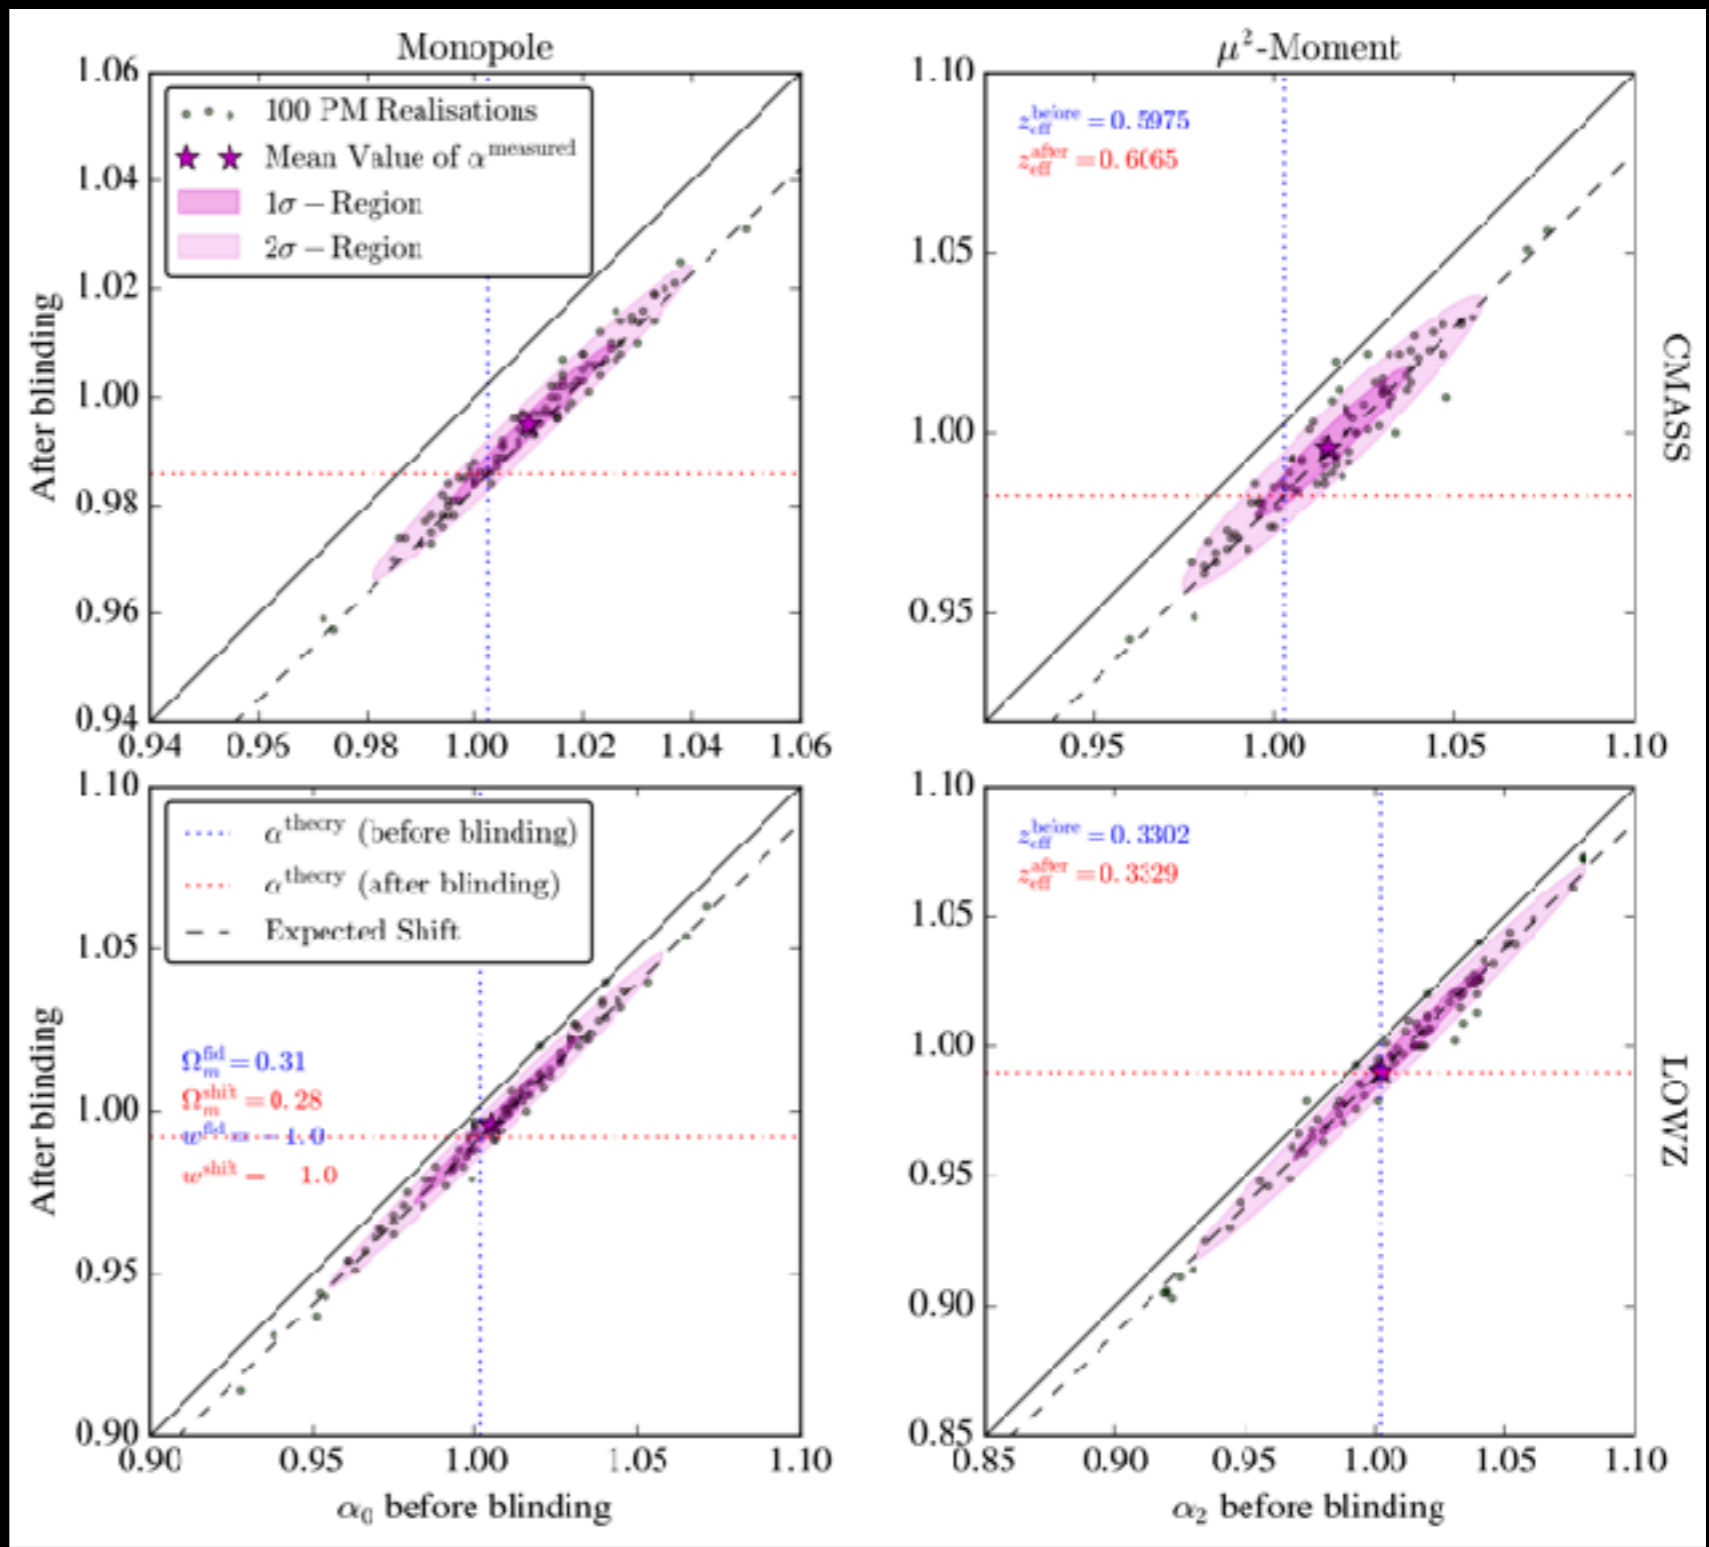 Monopole
μ²-Moment
1.06
1.04
1.02
1.00
0.98
0.96
0.94
100 PM Realisations
Mean Value of α^measured
1σ − Region
2σ − Region
After blinding
0.94 0.96 0.98 1.00 1.02 1.04 1.06
1.10
1.05
1.00
0.95
z_eff^before = 0.5975
z_eff^after = 0.6065
CMASS
0.95 1.00 1.05 1.10
1.10
1.05
1.00
0.95
0.90
α^theory (before blinding)
α^theory (after blinding)
Expected Shift
Ω_m^fid = 0.31
Ω_m^shift = 0.28
w^fid = −1.0
w^shift − 1.0
After blinding
0.90 0.95 1.00 1.05 1.10
α₀ before blinding
1.10
1.05
1.00
0.95
0.90
0.85
z_eff^before = 0.3302
z_eff^after = 0.3329
LOWZ
0.85 0.90 0.95 1.00 1.05 1.10
α₂ before blinding